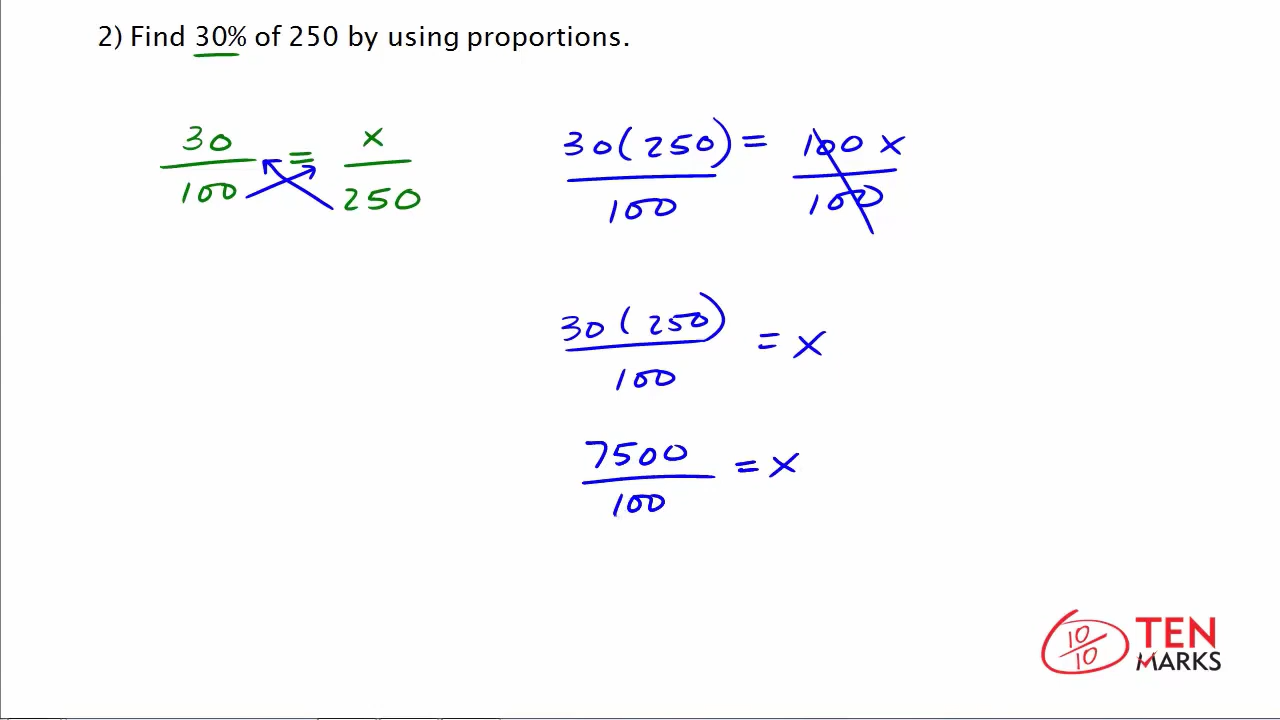 2) Find 30% of 250 by using proportions.
30/100 = x/250
30(250)/100 = 100x/100
30(250)/100 = x
7500/100 = x
10/10 TEN
MARKS